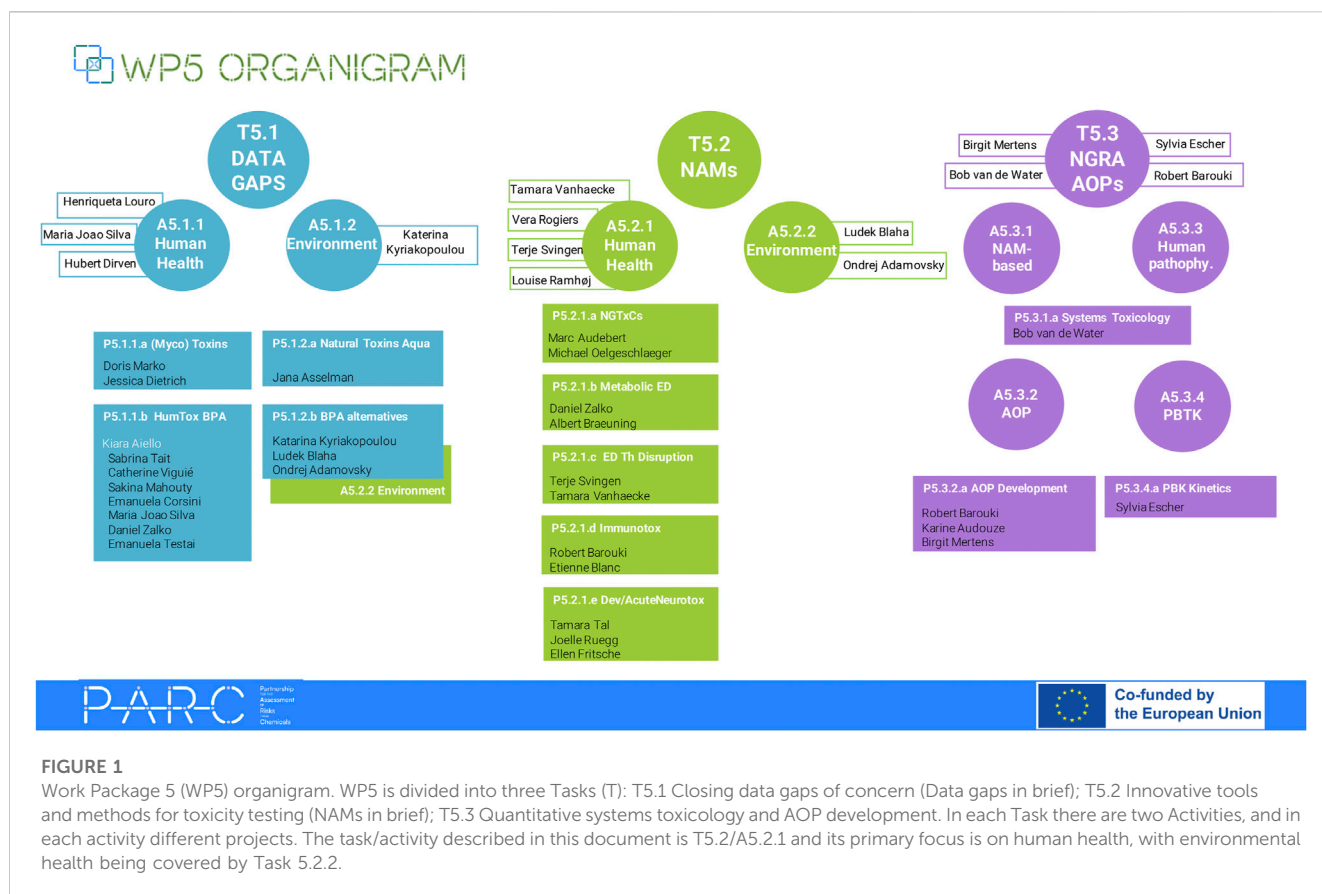 WP5 ORGANIGRAM
T5.1
DATA
GAPS
Henriqueta Louro
Maria Joao Silva
Hubert Dirven
A5.1.1
Human
Health
A5.1.2
Environment
Katerina
Kyriakopoulou
P5.1.1.a (Myco) Toxins
Doris Marko
Jessica Dietrich
P5.1.2.a Natural Toxins Aqua
Jana Asselman
P5.1.1.b HumTox BPA
Kiara Aiello
Sabrina Tait
Catherine Viguié
Sakina Mahouty
Emanuela Corsini
Maria Joao Silva
Daniel Zalko
Emanuela Testai
P5.1.2.b BPA alternatives
Katarina Kyriakopoulou
Ludek Blaha
Ondrej Adamovsky
A5.2.2 Environment
T5.2
NAMs
Tamara Vanhaecke
Vera Rogiers
Terje Svingen
Louise Ramhøj
A5.2.1
Human
Health
A5.2.2
Environment
Ludek Blaha
Ondrej Adamovsky
P5.2.1.a NGTxCs
Marc Audebert
Michael Oelgeschlaeger
P5.2.1.b Metabolic ED
Daniel Zalko
Albert Braeuning
P5.2.1.c ED Th Disruption
Terje Svingen
Tamara Vanhaecke
P5.2.1.d Immunotox
Robert Barouki
Etienne Blanc
P5.2.1.e Dev/AcuteNeurotox
Tamara Tal
Joelle Ruegg
Ellen Fritsche
T5.3
NGRA
AOPs
Birgit Mertens
Bob van de Water
Sylvia Escher
Robert Barouki
A5.3.1
NAM-
based
A5.3.3
Human
pathophy.
P5.3.1.a Systems Toxicology
Bob van de Water
A5.3.2
AOP
A5.3.4
PBTK
P5.3.2.a AOP Development
Robert Barouki
Karine Audouze
Birgit Mertens
P5.3.4.a PBK Kinetics
Sylvia Escher
P-A-R-C
Partnership
for the
Assessment
of
Risks
from
Chemicals
Co-funded by
the European Union
FIGURE 1
Work Package 5 (WP5) organigram. WP5 is divided into three Tasks (T): T5.1 Closing data gaps of concern (Data gaps in brief); T5.2 Innovative tools
and methods for toxicity testing (NAMs in brief); T5.3 Quantitative systems toxicology and AOP development. In each Task there are two Activities, and in
each activity different projects. The task/activity described in this document is T5.2/A5.2.1 and its primary focus is on human health, with environmental
health being covered by Task 5.2.2.